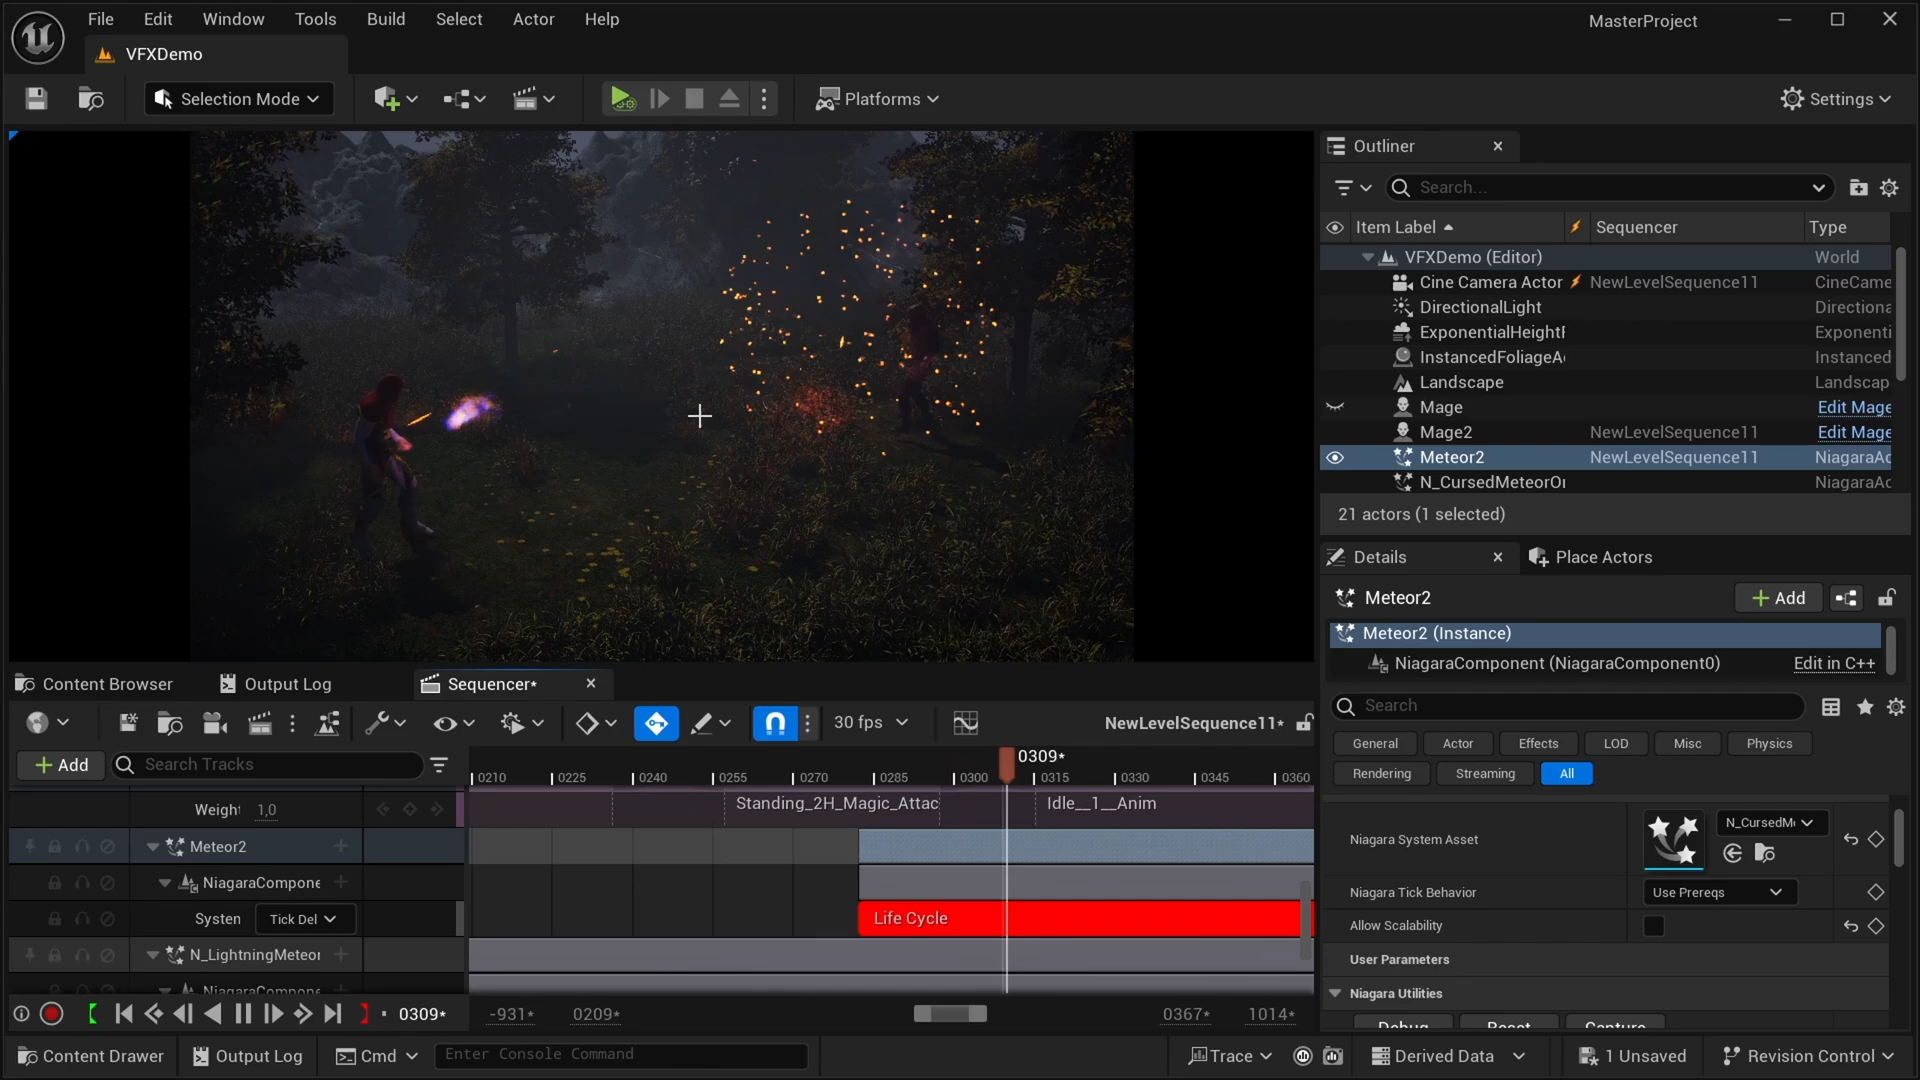 File Edit Window Tools Build Select Actor Help MasterProject
VFXDemo
Selection Mode Platforms Settings
Outliner
Search...
Item Label Sequencer Type
VFXDemo (Editor) World
Cine Camera Actor NewLevelSequence11 CineCame
DirectionalLight Directiona
ExponentialHeightF Exponenti
InstancedFoliageA Instanced
Landscape Landscap
Mage Edit Mage
Mage2 NewLevelSequence11 Edit Mage
Meteor2 NewLevelSequence11 NiagaraAc
N_CursedMeteorOr NiagaraAc
21 actors (1 selected)
Details Place Actors
Meteor2 Add
Meteor2 (Instance)
NiagaraComponent (NiagaraComponent0) Edit in C++
Search
General Actor Effects LOD Misc Physics
Rendering Streaming All
Niagara System Asset N_CursedM
Niagara Tick Behavior Use Prereqs
Allow Scalability
User Parameters
Niagara Utilities
Debug Reset Capture
Content Browser Output Log Sequencer*
30 fps NewLevelSequence11*
Add Search Tracks
0309*
0210 0225 0240 0255 0270 0285 0300 0315 0330 0345 0360
Weight 1,0 Standing_2H_Magic_Attac Idle__1__Anim
Meteor2
NiagaraCompone
System Tick Del Life Cycle
N_LightningMeteor
NiagaraCompone
0309* -931* 0209* 0367* 1014*
Content Drawer Output Log Cmd Enter Console Command Trace Derived Data 1 Unsaved Revision Control